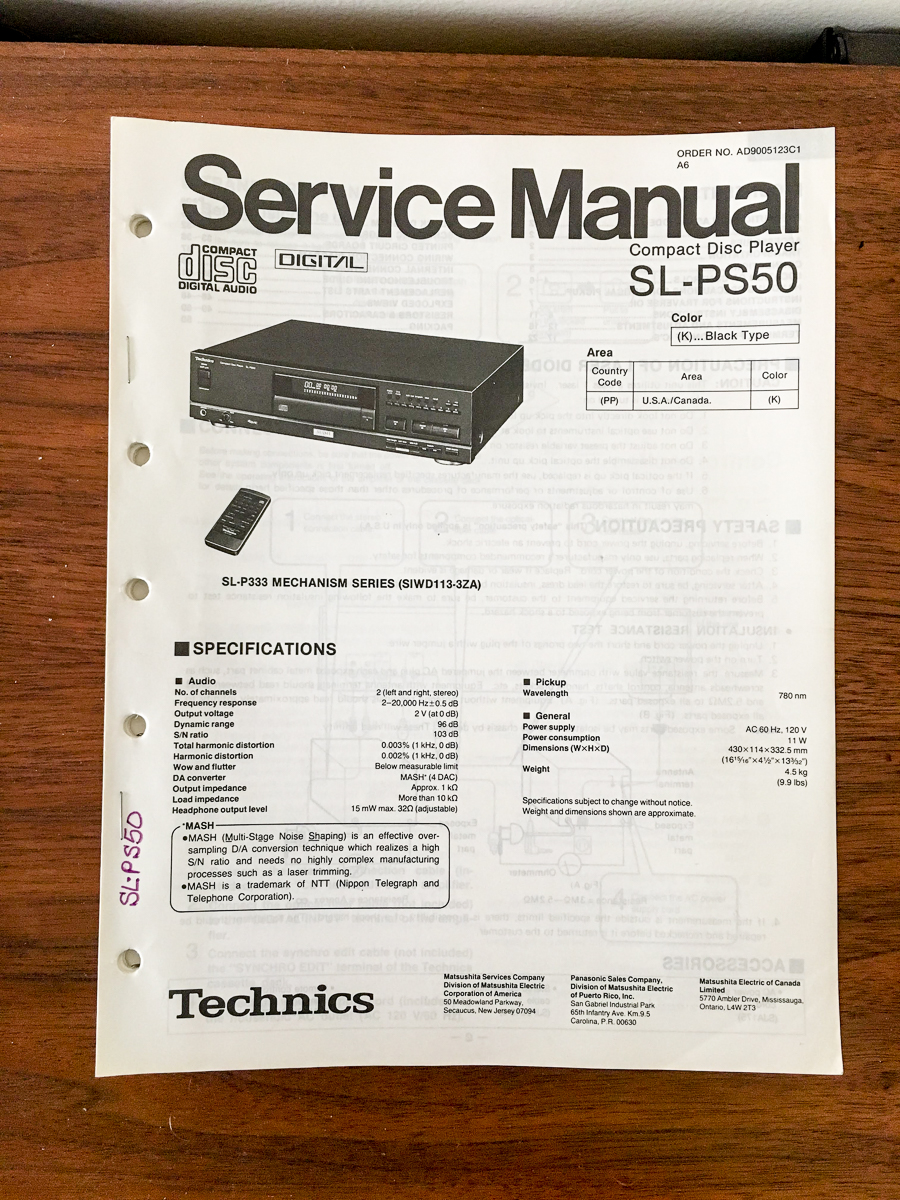 ORDER NO. AD9005123C1
A6
Service Manual
Compact Disc Player
SL-PS50
COMPACT
disc
DIGITAL AUDIO
DIGITAL
Color
(K)...Black Type
Area
Country Code Area Color
(PP) U.S.A./Canada. (K)
Technics
SL-P333 MECHANISM SERIES (SIWD113-3ZA)
■ SPECIFICATIONS
■ Audio
No. of channels 2 (left and right, stereo)
Frequency response 2–20,000 Hz±0.5 dB
Output voltage 2 V (at 0 dB)
Dynamic range 96 dB
S/N ratio 103 dB
Total harmonic distortion 0.003% (1 kHz, 0 dB)
Harmonic distortion 0.002% (1 kHz, 0 dB)
Wow and flutter Below measurable limit
DA converter MASH* (4 DAC)
Output impedance Approx. 1 kΩ
Load impedance More than 10 kΩ
Headphone output level 15 mW max. 32Ω (adjustable)
*MASH
●MASH (Multi-Stage Noise Shaping) is an effective over-
sampling D/A conversion technique which realizes a high
S/N ratio and needs no highly complex manufacturing
processes such as a laser trimming.
●MASH is a trademark of NTT (Nippon Telegraph and
Telephone Corporation).
■ Pickup
Wavelength 780 nm
■ General
Power supply AC 60 Hz, 120 V
Power consumption 11 W
Dimensions (W×H×D) 430×114×332.5 mm
(16 15/16"×4 1/2"×13 3/32")
Weight 4.5 kg
(9.9 lbs)
Specifications subject to change without notice.
Weight and dimensions shown are approximate.
SL-PS50
Technics
Matsushita Services Company
Division of Matsushita Electric
Corporation of America
50 Meadowland Parkway,
Secaucus, New Jersey 07094
Panasonic Sales Company,
Division of Matsushita Electric
of Puerto Rico, Inc.
San Gabriel Industrial Park
65th Infantry Ave. Km.9.5
Carolina, P.R. 00630
Matsushita Electric of Canada
Limited
5770 Ambler Drive, Mississauga,
Ontario, L4W 2T3